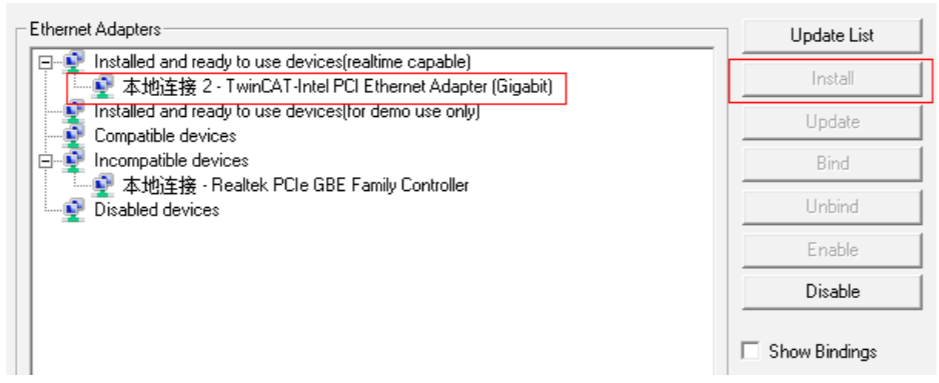 Ethernet Adapters
Installed and ready to use devices(realtime capable)
本地连接 2 - TwinCAT-Intel PCI Ethernet Adapter (Gigabit)
Installed and ready to use devices(for demo use only)
Compatible devices
Incompatible devices
本地连接 - Realtek PCIe GBE Family Controller
Disabled devices
Update List
Install
Update
Bind
Unbind
Enable
Disable
Show Bindings